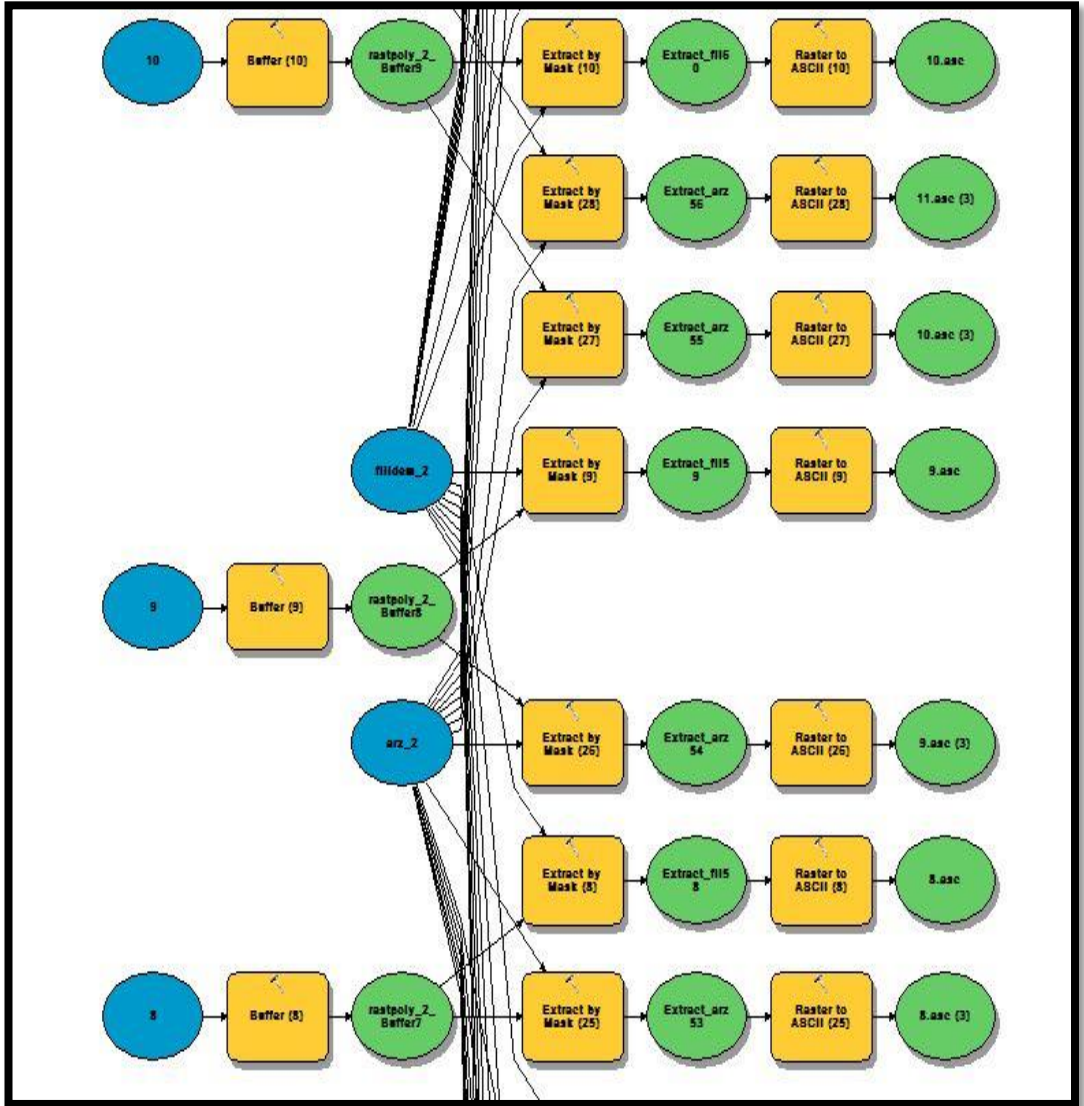 10
Buffer (10)
rastpoly_2_
Buffer9
Extract by
Mask (10)
Extract_fil6
0
Raster to
ASCII (10)
10.asc
Extract by
Mask (28)
Extract_arz
56
Raster to
ASCII (28)
11.asc (3)
Extract by
Mask (27)
Extract_arz
55
Raster to
ASCII (27)
10.asc (3)
filldem_2
Extract by
Mask (9)
Extract_fil5
9
Raster to
ASCII (9)
9.asc
9
Buffer (9)
rastpoly_2_
Buffer8
arz_2
Extract by
Mask (26)
Extract_arz
54
Raster to
ASCII (26)
9.asc (3)
Extract by
Mask (8)
Extract_fil5
8
Raster to
ASCII (8)
8.asc
8
Buffer (8)
rastpoly_2_
Buffer7
Extract by
Mask (25)
Extract_arz
53
Raster to
ASCII (25)
8.asc (3)